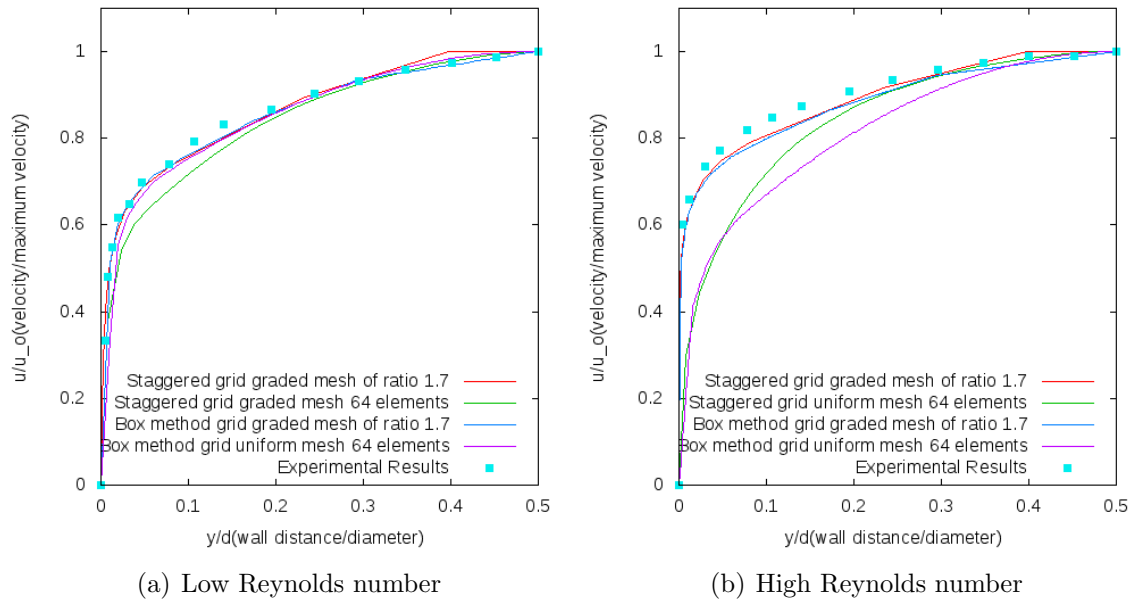 1
0.8
0.6
0.4
0.2
0
u/u_o(velocity/maximum velocity)
Staggered grid graded mesh of ratio 1.7
Staggered grid graded mesh 64 elements
Box method grid graded mesh of ratio 1.7
Box method grid uniform mesh 64 elements
Experimental Results
0 0.1 0.2 0.3 0.4 0.5
y/d(wall distance/diameter)
(a) Low Reynolds number
1
0.8
0.6
0.4
0.2
0
u/u_o(velocity/maximum velocity)
Staggered grid graded mesh of ratio 1.7
Staggered grid uniform mesh 64 elements
Box method grid graded mesh of ratio 1.7
Box method grid uniform mesh 64 elements
Experimental Results
0 0.1 0.2 0.3 0.4 0.5
y/d(wall distance/diameter)
(b) High Reynolds number